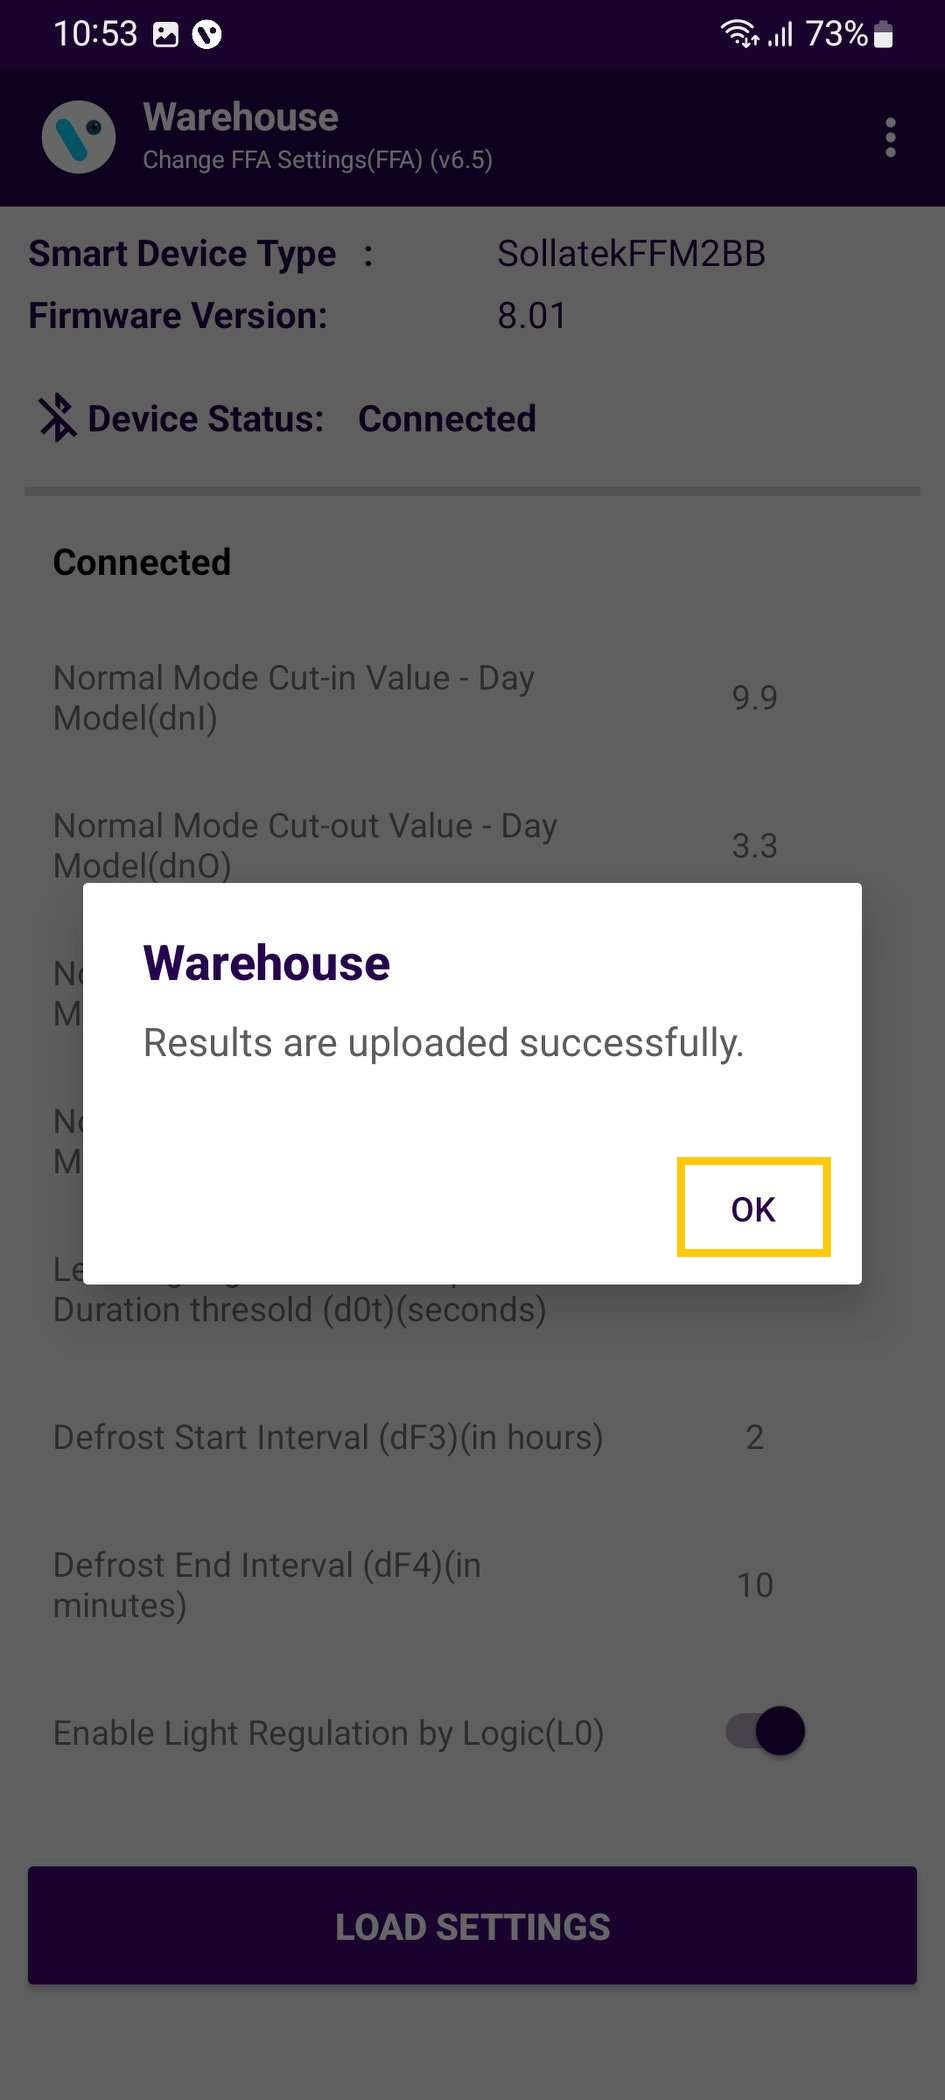 10:53
73%
Warehouse
Change FFA Settings(FFA) (v6.5)
Smart Device Type : SollatekFFM2BB
Firmware Version: 8.01
Device Status: Connected
Connected
Normal Mode Cut-in Value - Day
Model(dnI)
9.9
Normal Mode Cut-out Value - Day
Model(dnO)
3.3
Warehouse
Results are uploaded successfully.
OK
Duration thresold (d0t)(seconds)
Defrost Start Interval (dF3)(in hours) 2
Defrost End Interval (dF4)(in
minutes)
10
Enable Light Regulation by Logic(L0)
LOAD SETTINGS